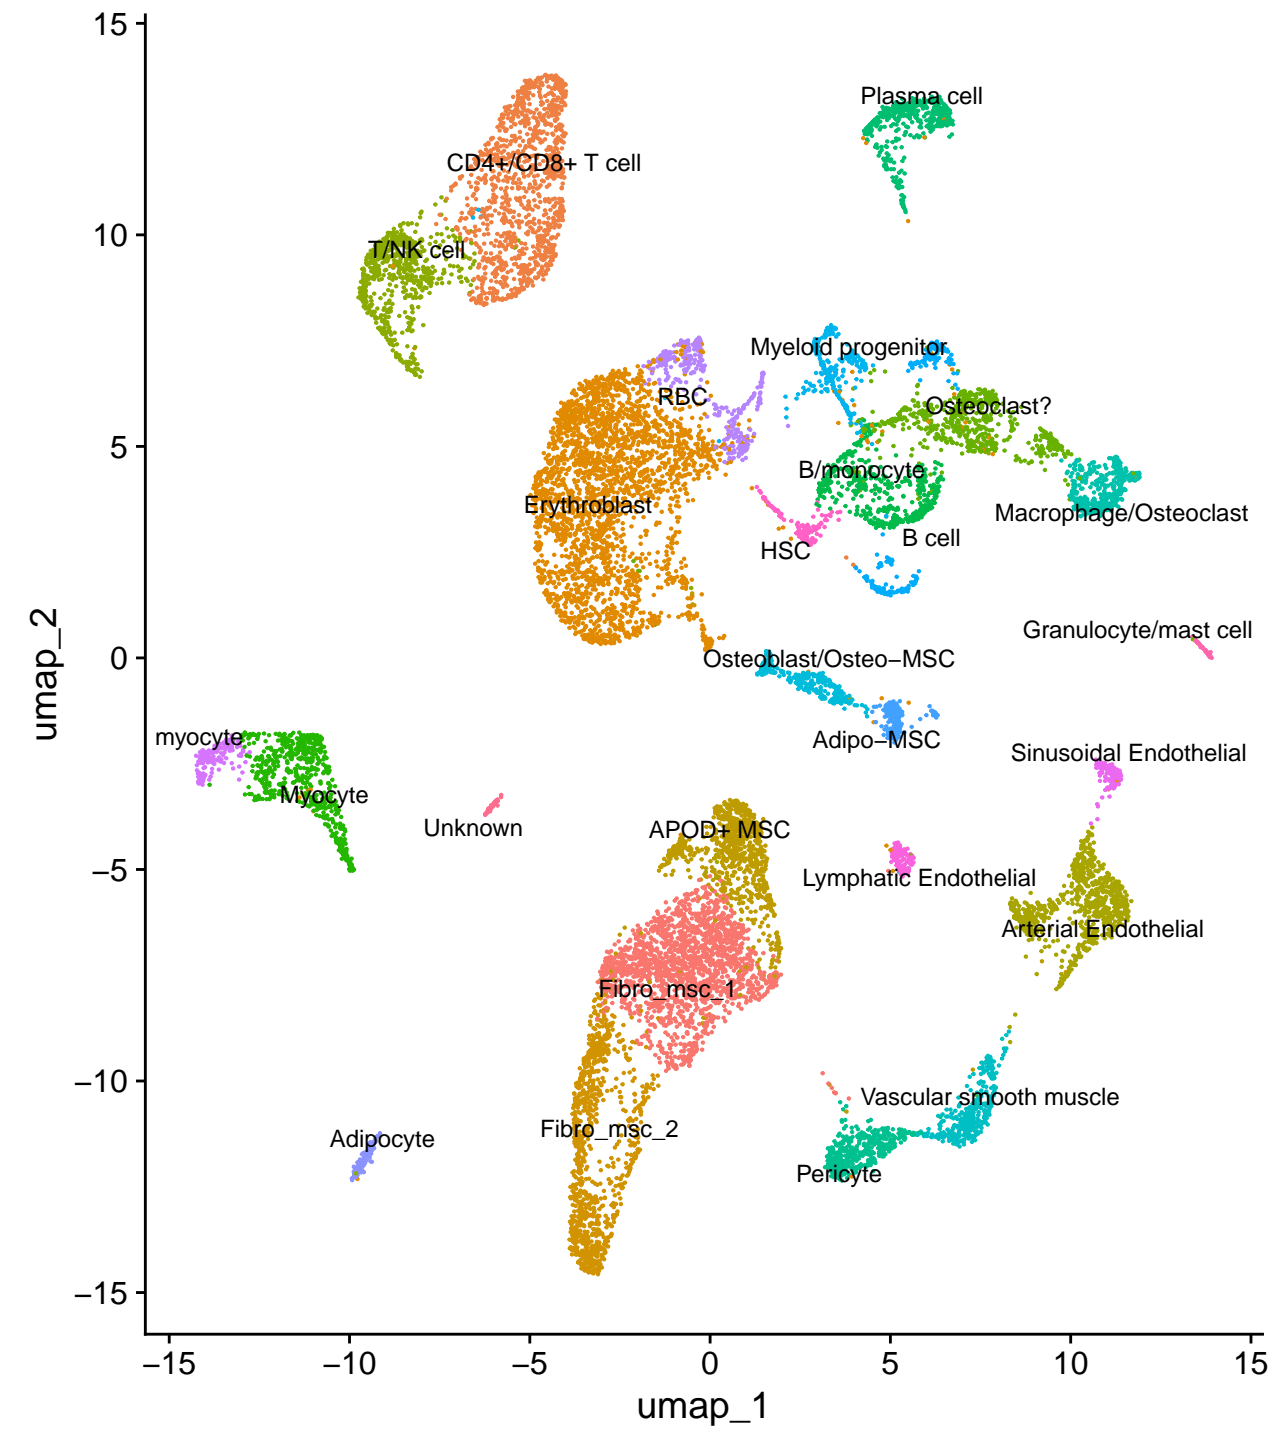 15
Plasma cell
CD4+/CD8+ T cell
10
T/NK cell
Myeloid progenitor
RBC
Osteoclast?
5
B/monocyte
Erythroblast
Macrophage/Osteoclast
B cell
HSC
Granulocyte/mast cell
umap_2
0
Osteoblast/Osteo−MSC
myocyte
Adipo−MSC
Sinusoidal Endothelial
Myocyte
Unknown
APOD+ MSC
−5
Lymphatic Endothelial
Arterial Endothelial
Fibro_msc_1
−10
Vascular smooth muscle
Fibro_msc_2
Adipocyte
Pericyte
−15
−15 −10 −5 0 5 10 15
umap_1